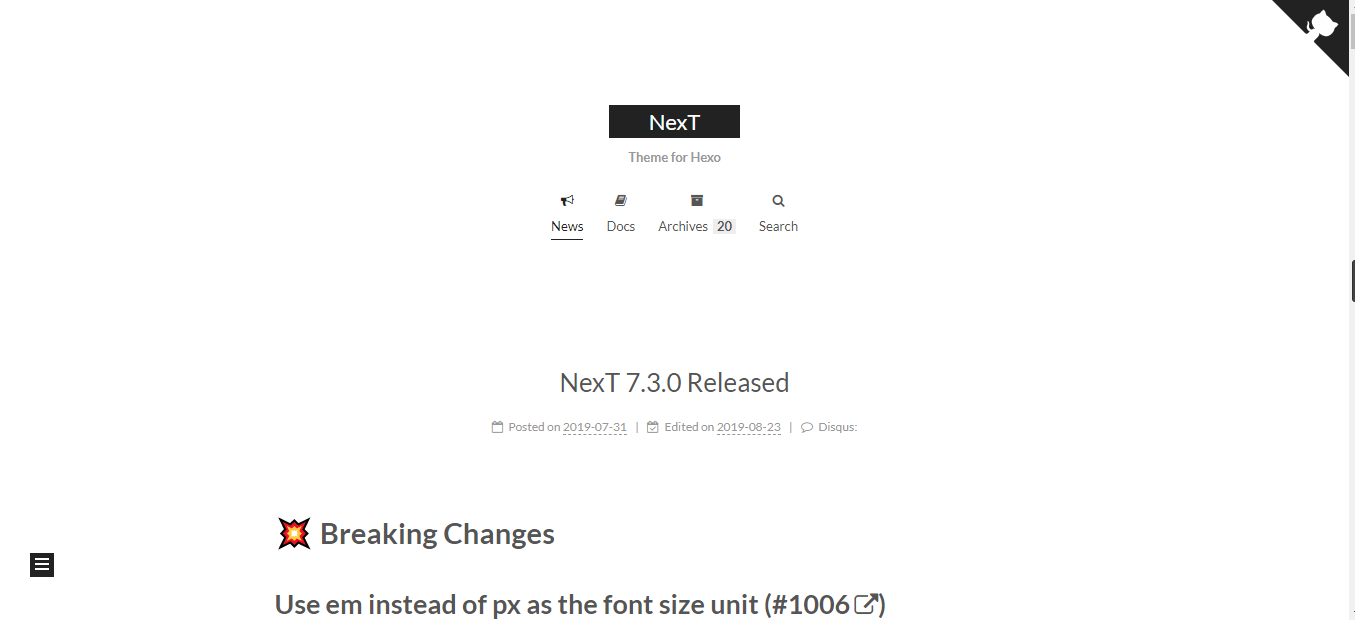 NexT
Theme for Hexo
News Docs Archives 20 Search
NexT 7.3.0 Released
Posted on 2019-07-31 | Edited on 2019-08-23 | Disqus:
Breaking Changes
Use em instead of px as the font size unit (#1006)